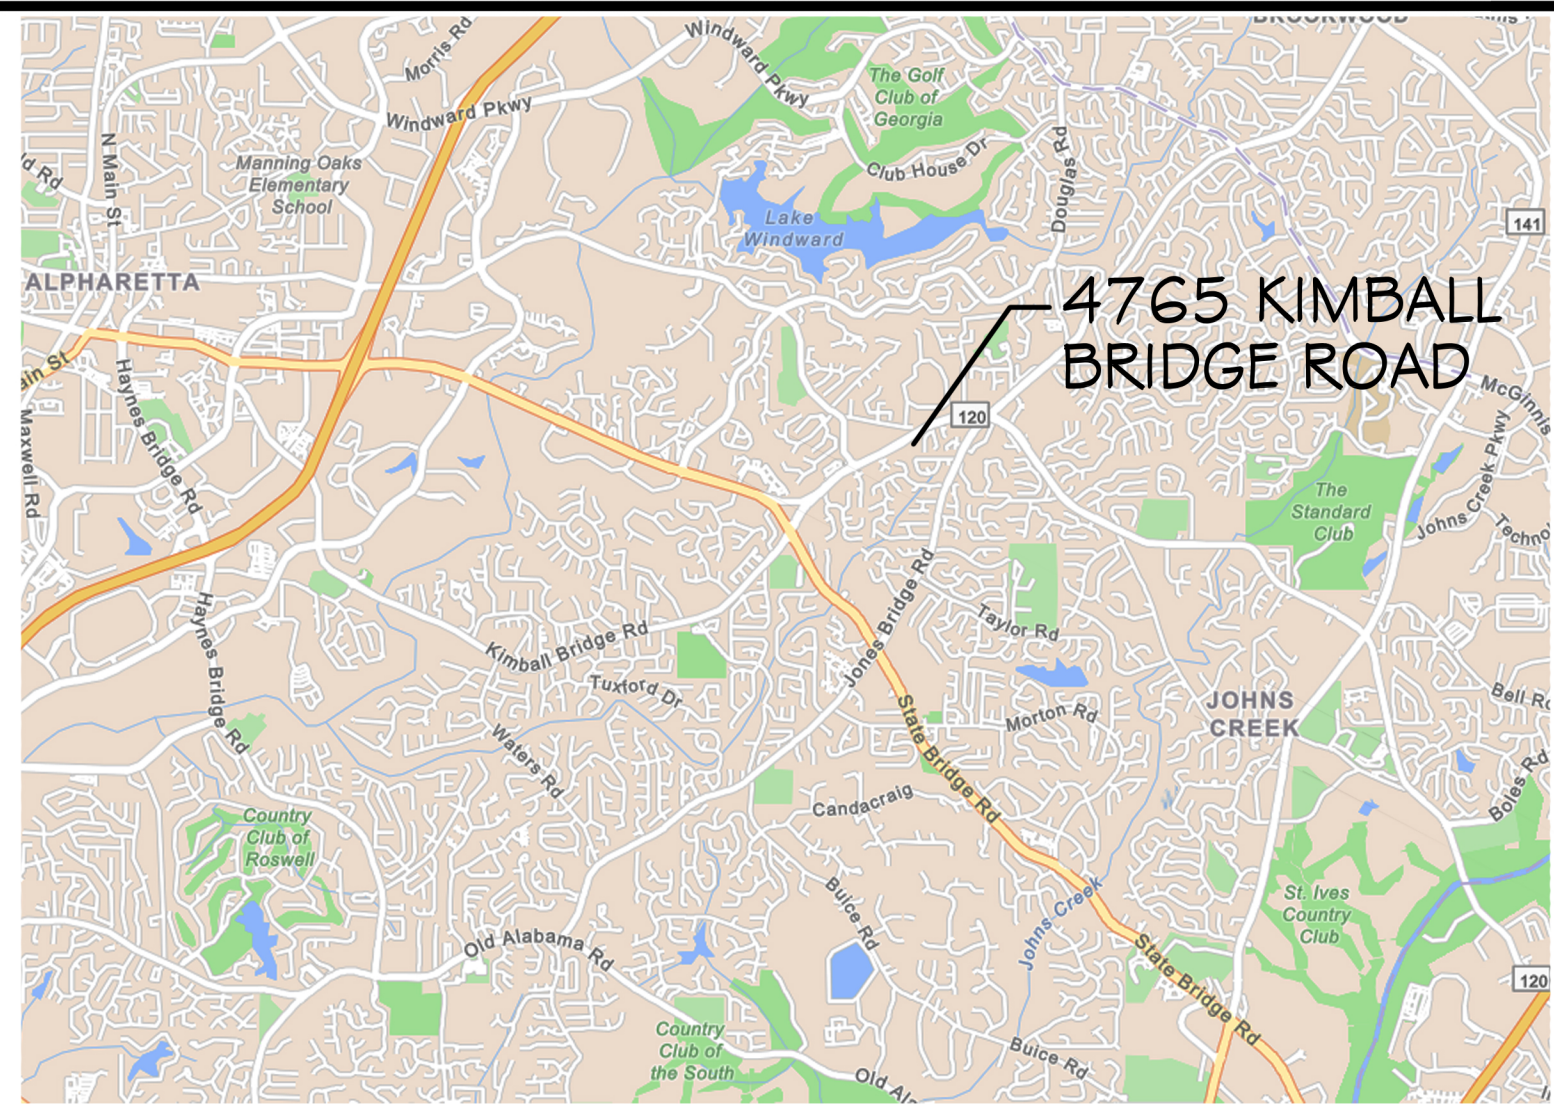 BROOKWOOD
Morris Rd
Windward Pkwy
Windward Pkwy
The Golf
Club of
Georgia
Club House Dr
Douglas Rd
N Main St
ld Rd
Manning Oaks
Elementary
School
Lake
Windward
141
ALPHARETTA
4765 KIMBALL
BRIDGE ROAD
ain St
Haynes Bridge Rd
Maxwell Rd
120
McGinnis
Johns Creek Pkwy
The
Standard
Club
Techno
Haynes Bridge Rd
Kimball Bridge Rd
Jones Bridge Rd
Taylor Rd
Tuxford Dr
JOHNS
CREEK
Bell Rd
Morton Rd
State Bridge Rd
Waters Rd
Boles Rd
Candacraig
Country
Club of
Roswell
Buice Rd
Johns Creek
St. Ives
Country
Club
Old Alabama Rd
State Bridge Rd
120
Country
Club of
the South
Buice Rd
Old Ala